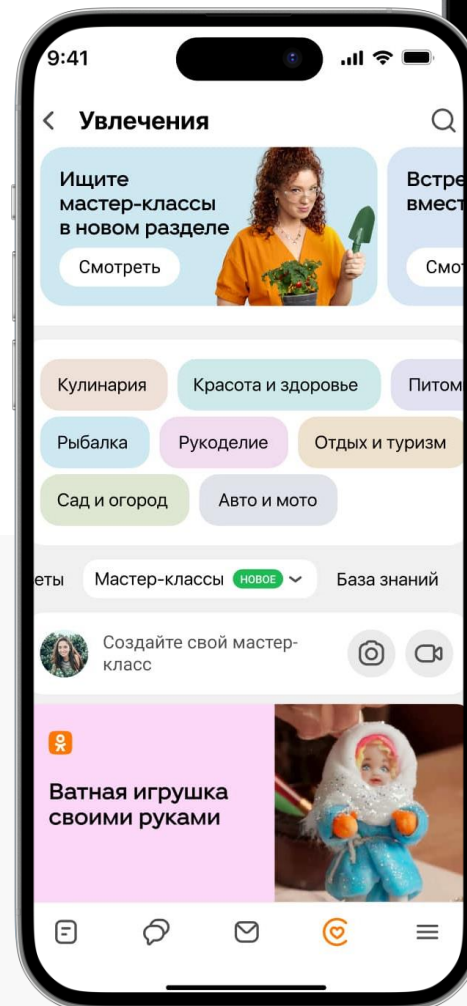 9:41
Увлечения
Ищите
мастер-классы
в новом разделе
Смотреть
Встре
вмест
Смот
Кулинария
Красота и здоровье
Питом
Рыбалка
Рукоделие
Отдых и туризм
Сад и огород
Авто и мото
еты
Мастер-классы
НОВОЕ
База знаний
Создайте свой мастер-
класс
Ватная игрушка
своими руками